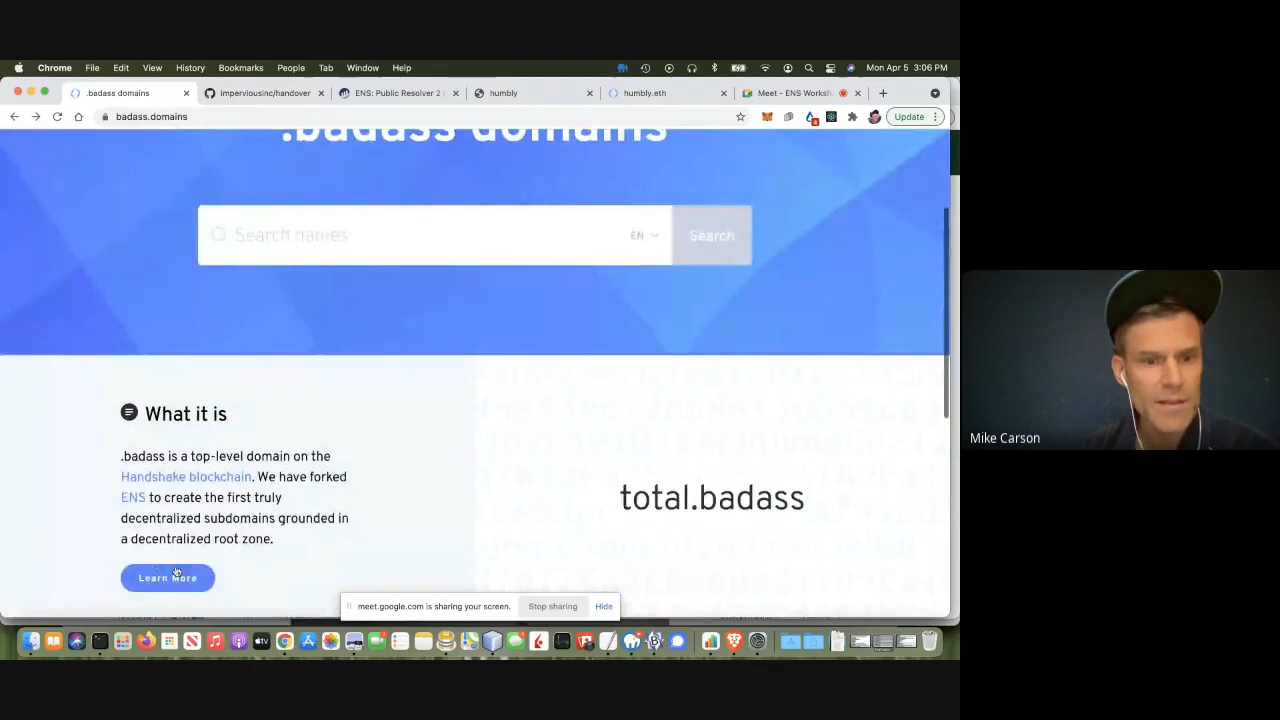 Chrome File Edit View History Bookmarks People Tab Window Help Mon Apr 5 3:06 PM
.badass domains imperviousinc/handover ENS: Public Resolver 2 | humbly humbly.eth Meet - ENS Worksh
badass.domains Update
.badass domains
Search names EN Search
What it is
.badass is a top-level domain on the
Handshake blockchain. We have forked
ENS to create the first truly
decentralized subdomains grounded in
a decentralized root zone.
Learn More
total.badass
meet.google.com is sharing your screen. Stop sharing Hide
Mike Carson